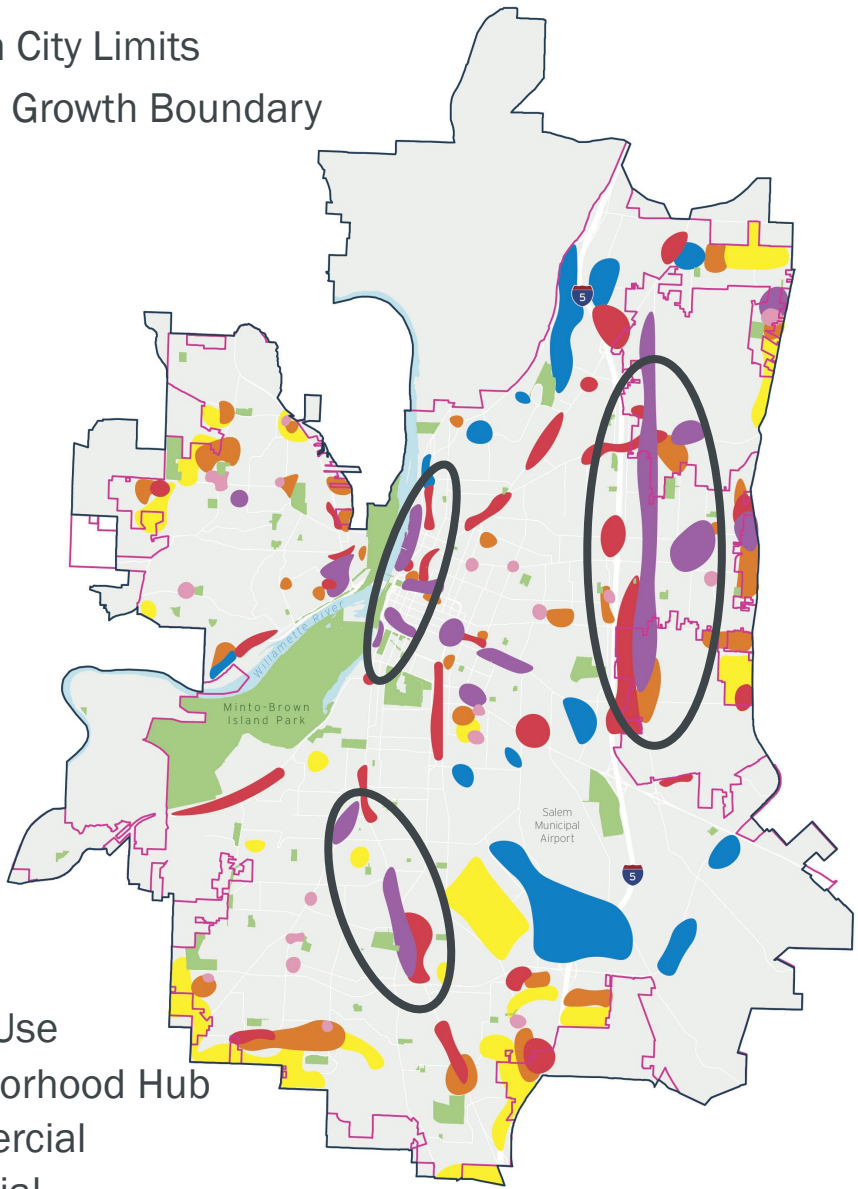 City Limits
Growth Boundary
5
Willamette River
Minto-Brown
Island Park
Salem
Municipal
Airport
5
Use
orhood Hub
ercial